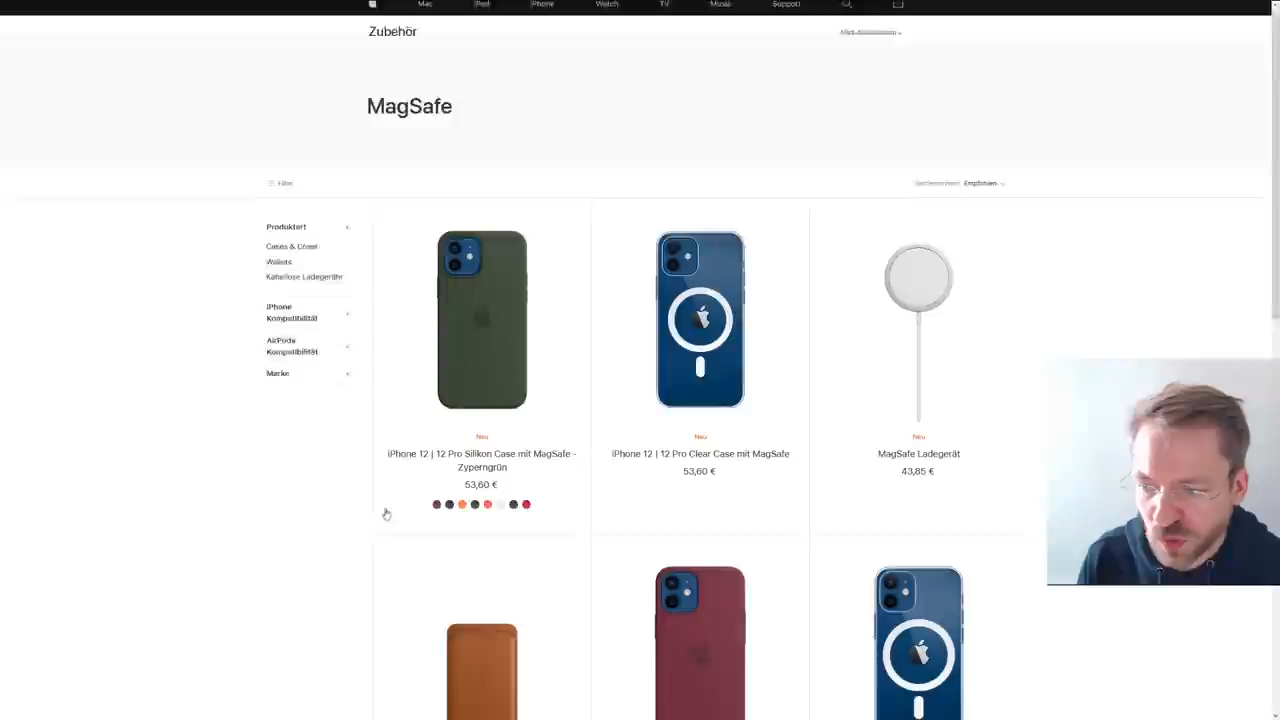 Mac iPad iPhone Watch TV Music Support
Zubehör
MagSafe
Filter
Empfohlen
Produktart
Cases & Cover
Wallets
Kabellose Ladegeräte
iPhone
Kompatibilität
AirPods
Kompatibilität
Marke
Neu
iPhone 12 | 12 Pro Silikon Case mit MagSafe -
Zyperngrün
53,60 €
Neu
iPhone 12 | 12 Pro Clear Case mit MagSafe
53,60 €
Neu
MagSafe Ladegerät
43,85 €